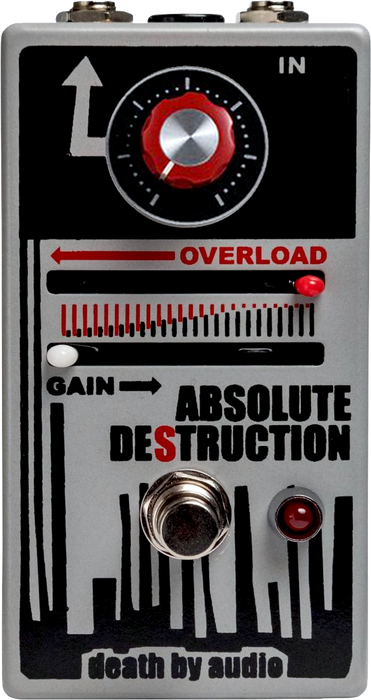 IN
OVERLOAD
GAIN
ABSOLUTE
DESTRUCTION
death by audio